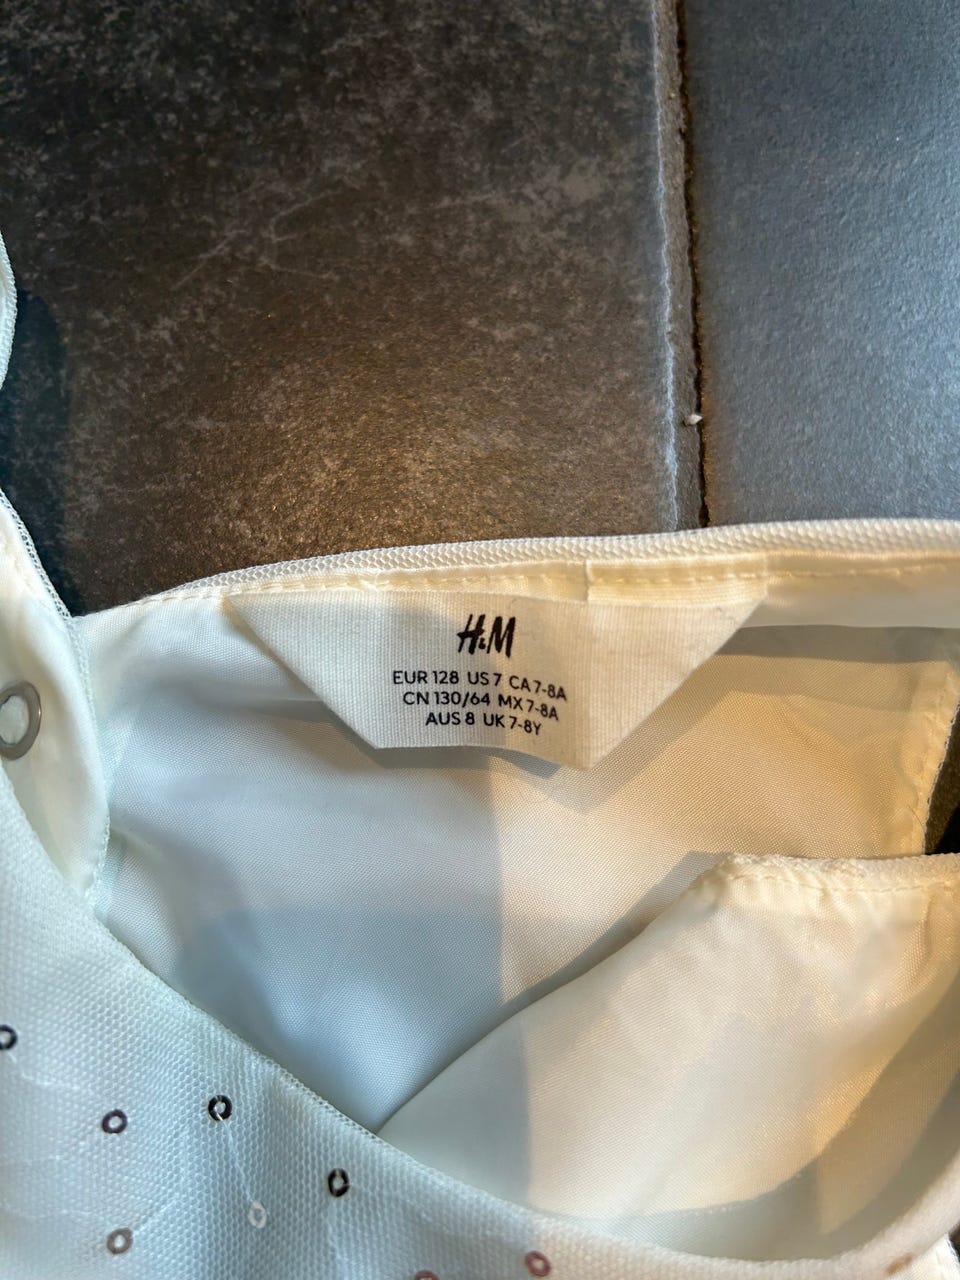 H&M
EUR 128 US 7 CA 7-8A
CN 130/64 MX 7-8A
AUS 8 UK 7-8Y